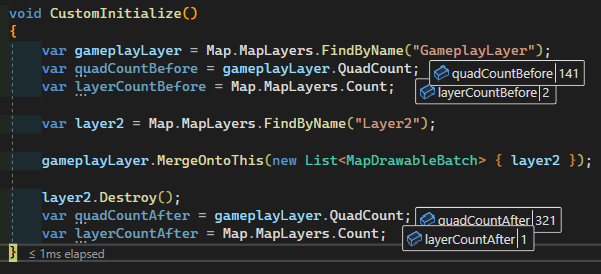 void CustomInitialize()
{
var gameplayLayer = Map.MapLayers.FindByName("GameplayLayer");
var quadCountBefore = gameplayLayer.QuadCount; quadCountBefore 141
var layerCountBefore = Map.MapLayers.Count; layerCountBefore 2
var layer2 = Map.MapLayers.FindByName("Layer2");
gameplayLayer.MergeOntoThis(new List<MapDrawableBatch> { layer2 });
layer2.Destroy();
var quadCountAfter = gameplayLayer.QuadCount; quadCountAfter 321
var layerCountAfter = Map.MapLayers.Count; layerCountAfter 1
} ≤ 1ms elapsed